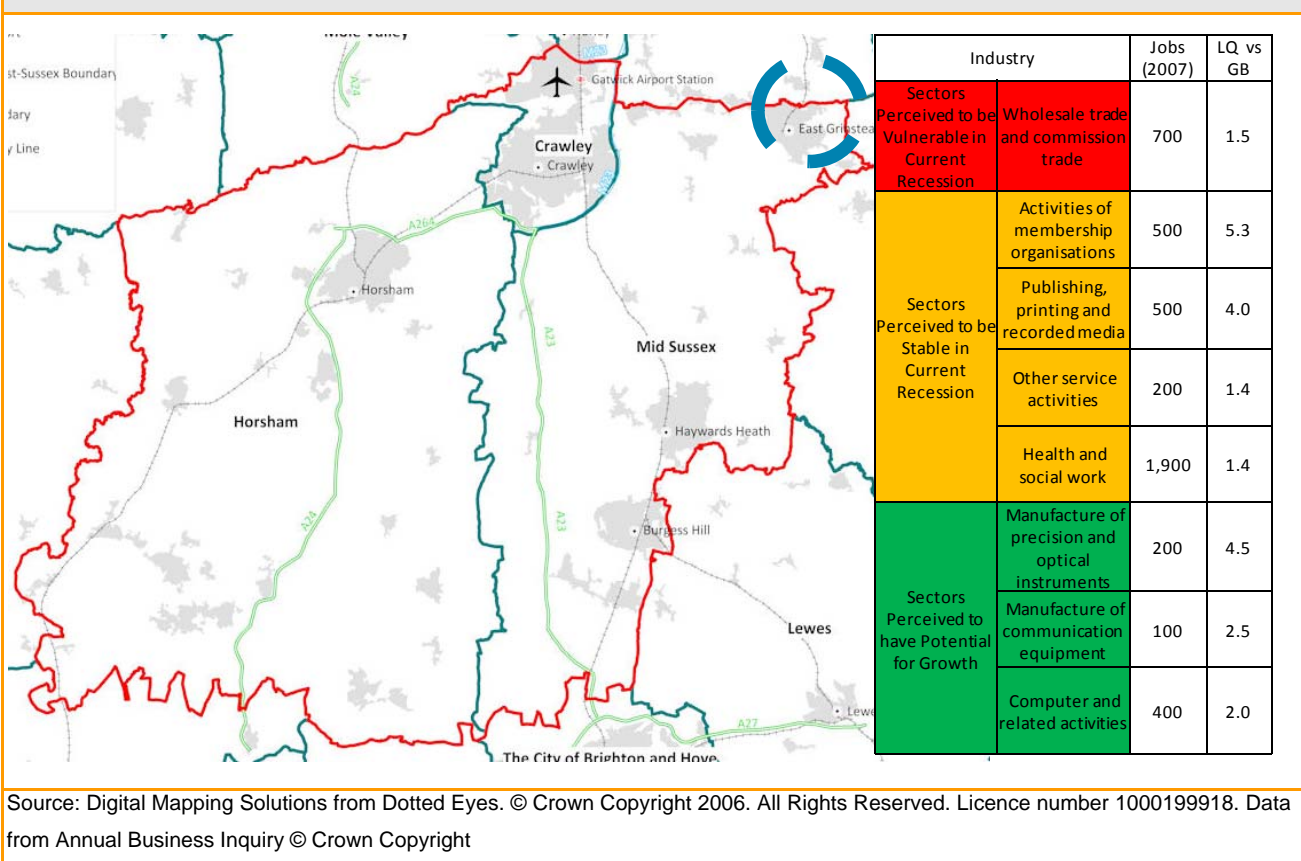 Mole Valley
st-Sussex Boundary
dary
y Line
A24
M23
Gatwick Airport Station
East Grinstea
Crawley
Crawley
M23
A264
Horsham
A23
Mid Sussex
Horsham
Haywards Heath
A24
A23
Burgess Hill
Lewes
Lewe
A27
The City of Brighton and Hove
Industry
Jobs
(2007)
LQ vs
GB
Sectors
Perceived to be
Vulnerable in
Current
Recession
Wholesale trade
and commission
trade
700
1.5
Sectors
Perceived to be
Stable in
Current
Recession
Activities of
membership
organisations
500
5.3
Publishing,
printing and
recorded media
500
4.0
Other service
activities
200
1.4
Health and
social work
1,900
1.4
Sectors
Perceived to
have Potential
for Growth
Manufacture of
precision and
optical
instruments
200
4.5
Manufacture of
communication
equipment
100
2.5
Computer and
related activities
400
2.0
Source: Digital Mapping Solutions from Dotted Eyes. © Crown Copyright 2006. All Rights Reserved. Licence number 1000199918. Data
from Annual Business Inquiry © Crown Copyright